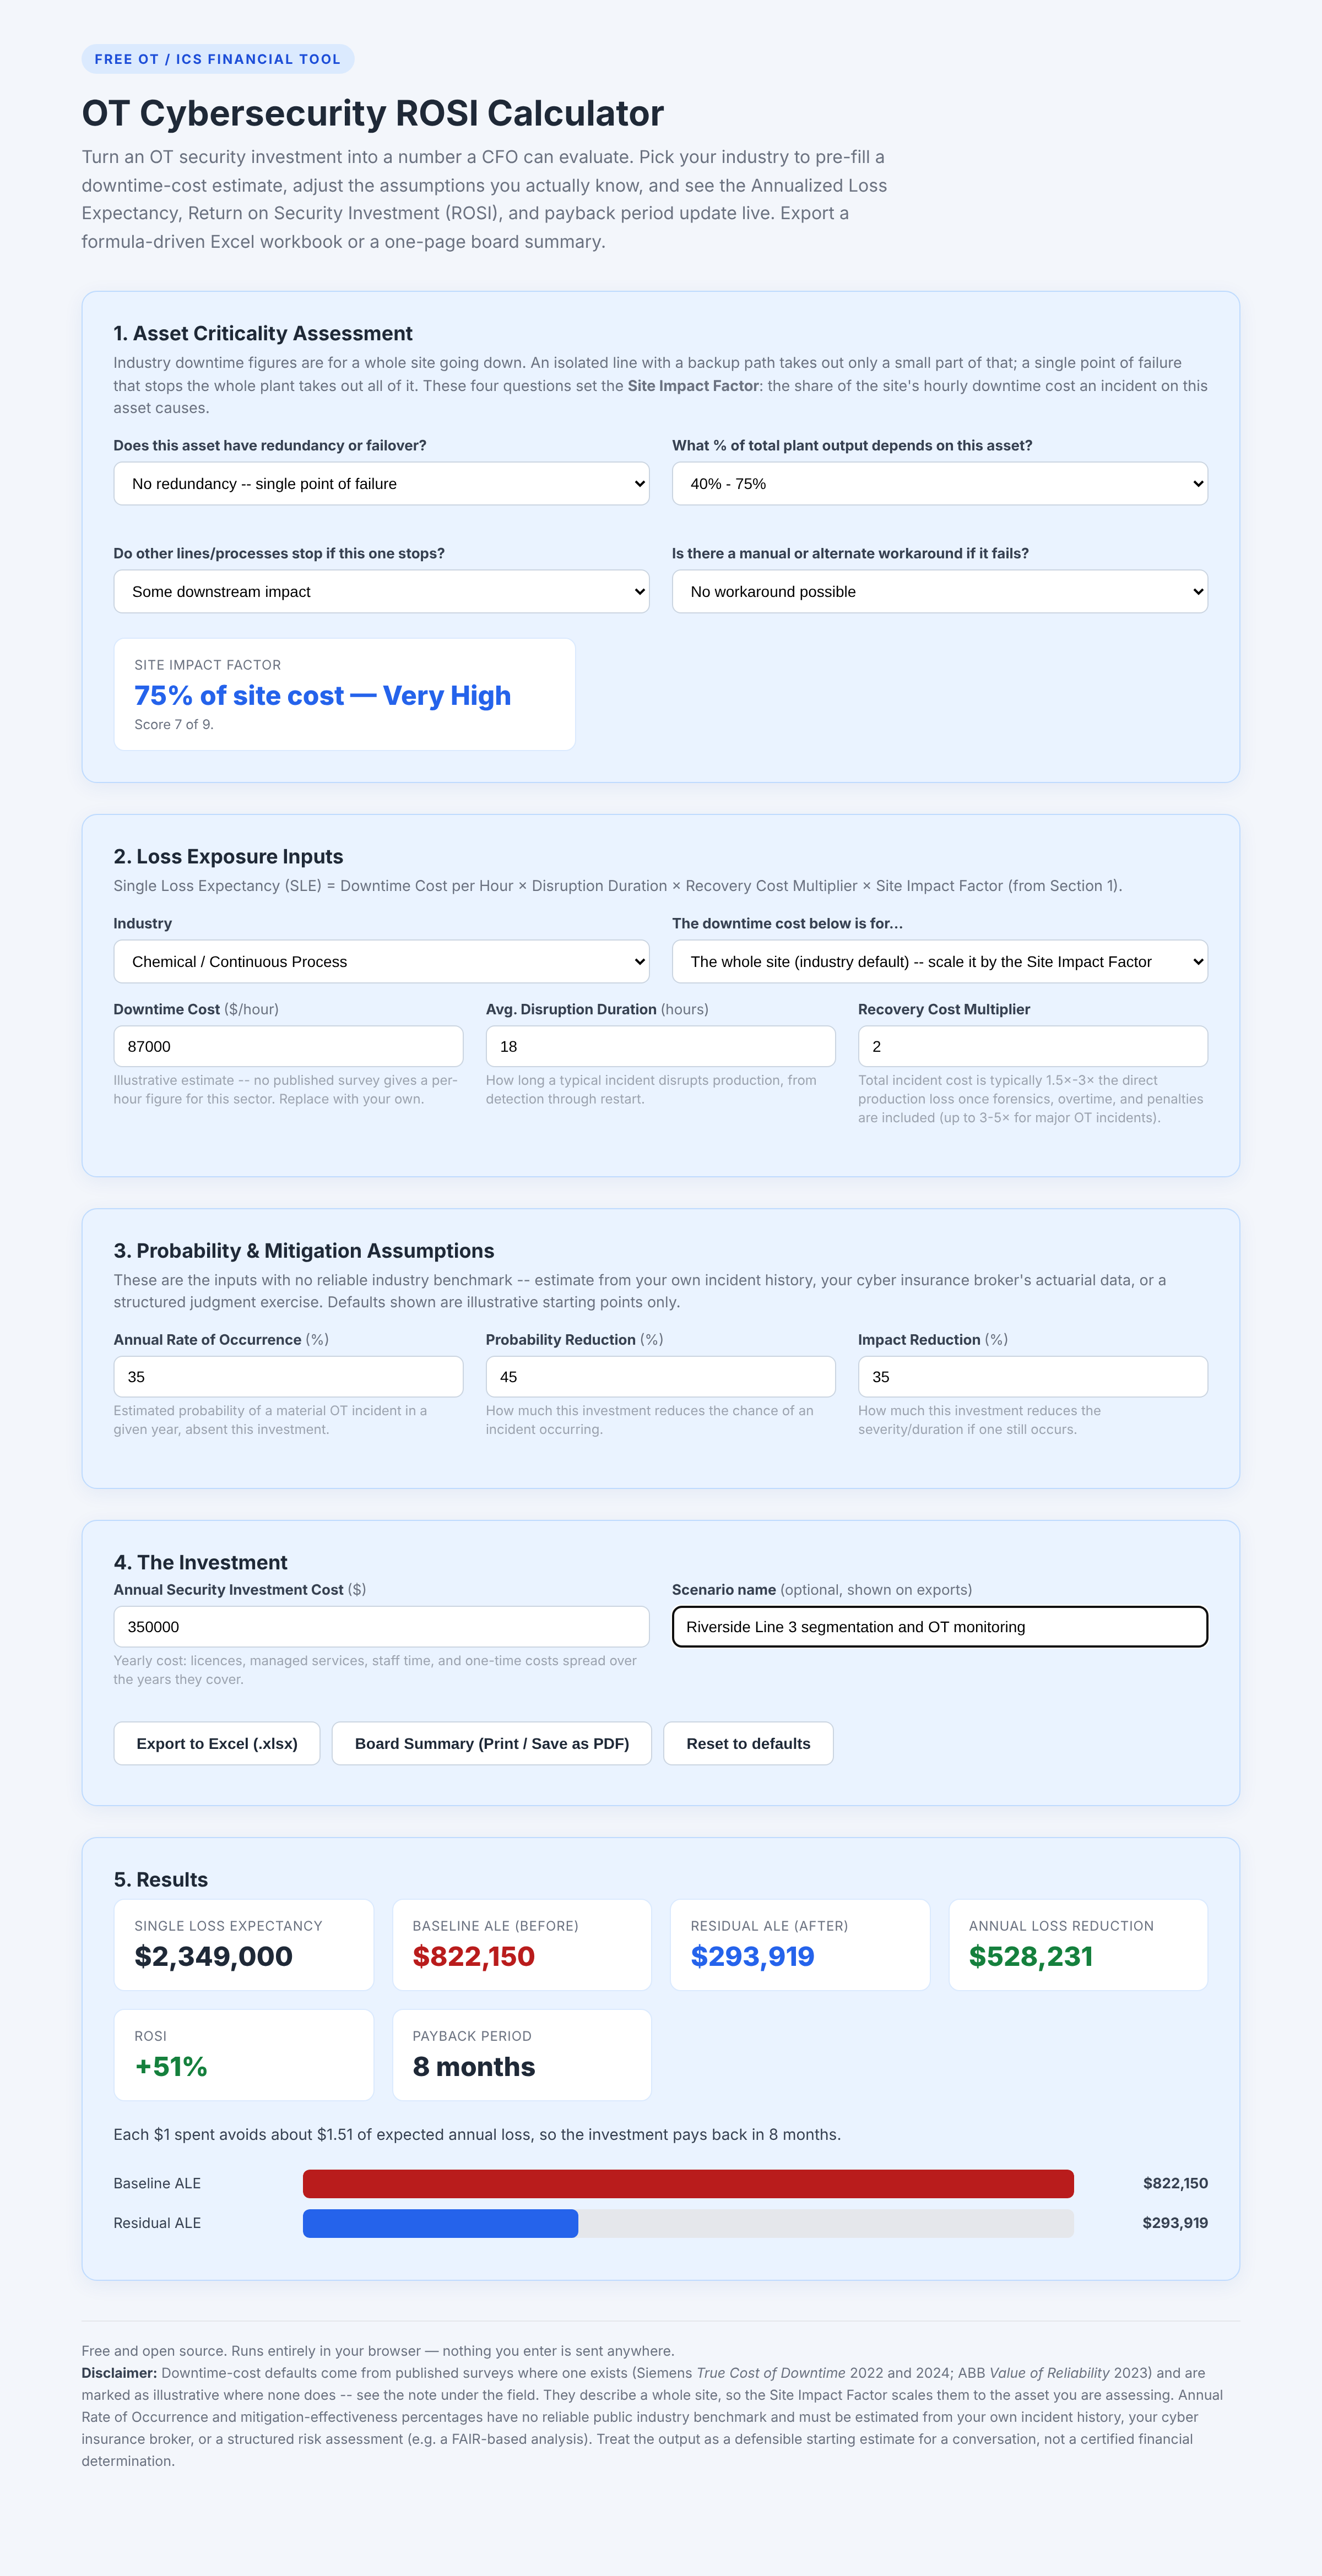 FREE OT / ICS FINANCIAL TOOL
OT Cybersecurity ROSI Calculator
Turn an OT security investment into a number a CFO can evaluate. Pick your industry to pre-fill a
downtime-cost estimate, adjust the assumptions you actually know, and see the Annualized Loss
Expectancy, Return on Security Investment (ROSI), and payback period update live. Export a
formula-driven Excel workbook or a one-page board summary.
1. Asset Criticality Assessment
Industry downtime figures are for a whole site going down. An isolated line with a backup path takes out only a small part of that; a single point of failure
that stops the whole plant takes out all of it. These four questions set the Site Impact Factor: the share of the site's hourly downtime cost an incident on this
asset causes.
Does this asset have redundancy or failover?
What % of total plant output depends on this asset?
No redundancy -- single point of failure
40% - 75%
Do other lines/processes stop if this one stops?
Is there a manual or alternate workaround if it fails?
Some downstream impact
No workaround possible
SITE IMPACT FACTOR
75% of site cost — Very High
Score 7 of 9.
2. Loss Exposure Inputs
Single Loss Expectancy (SLE) = Downtime Cost per Hour × Disruption Duration × Recovery Cost Multiplier × Site Impact Factor (from Section 1).
Industry
The downtime cost below is for...
Chemical / Continuous Process
The whole site (industry default) -- scale it by the Site Impact Factor
Downtime Cost ($/hour)
Avg. Disruption Duration (hours)
Recovery Cost Multiplier
87000
18
2
Illustrative estimate -- no published survey gives a per-
hour figure for this sector. Replace with your own.
How long a typical incident disrupts production, from
detection through restart.
Total incident cost is typically 1.5×-3× the direct
production loss once forensics, overtime, and penalties
are included (up to 3-5× for major OT incidents).
3. Probability & Mitigation Assumptions
These are the inputs with no reliable industry benchmark -- estimate from your own incident history, your cyber insurance broker's actuarial data, or a
structured judgment exercise. Defaults shown are illustrative starting points only.
Annual Rate of Occurrence (%)
Probability Reduction (%)
Impact Reduction (%)
35
45
35
Estimated probability of a material OT incident in a
given year, absent this investment.
How much this investment reduces the chance of an
incident occurring.
How much this investment reduces the
severity/duration if one still occurs.
4. The Investment
Annual Security Investment Cost ($)
Scenario name (optional, shown on exports)
350000
Riverside Line 3 segmentation and OT monitoring
Yearly cost: licences, managed services, staff time, and one-time costs spread over
the years they cover.
Export to Excel (.xlsx)
Board Summary (Print / Save as PDF)
Reset to defaults
5. Results
SINGLE LOSS EXPECTANCY
$2,349,000
BASELINE ALE (BEFORE)
$822,150
RESIDUAL ALE (AFTER)
$293,919
ANNUAL LOSS REDUCTION
$528,231
ROSI
+51%
PAYBACK PERIOD
8 months
Each $1 spent avoids about $1.51 of expected annual loss, so the investment pays back in 8 months.
Baseline ALE
$822,150
Residual ALE
$293,919
Free and open source. Runs entirely in your browser — nothing you enter is sent anywhere.
Disclaimer: Downtime-cost defaults come from published surveys where one exists (Siemens True Cost of Downtime 2022 and 2024; ABB Value of Reliability 2023) and are
marked as illustrative where none does -- see the note under the field. They describe a whole site, so the Site Impact Factor scales them to the asset you are assessing. Annual
Rate of Occurrence and mitigation-effectiveness percentages have no reliable public industry benchmark and must be estimated from your own incident history, your cyber
insurance broker, or a structured risk assessment (e.g. a FAIR-based analysis). Treat the output as a defensible starting estimate for a conversation, not a certified financial
determination.